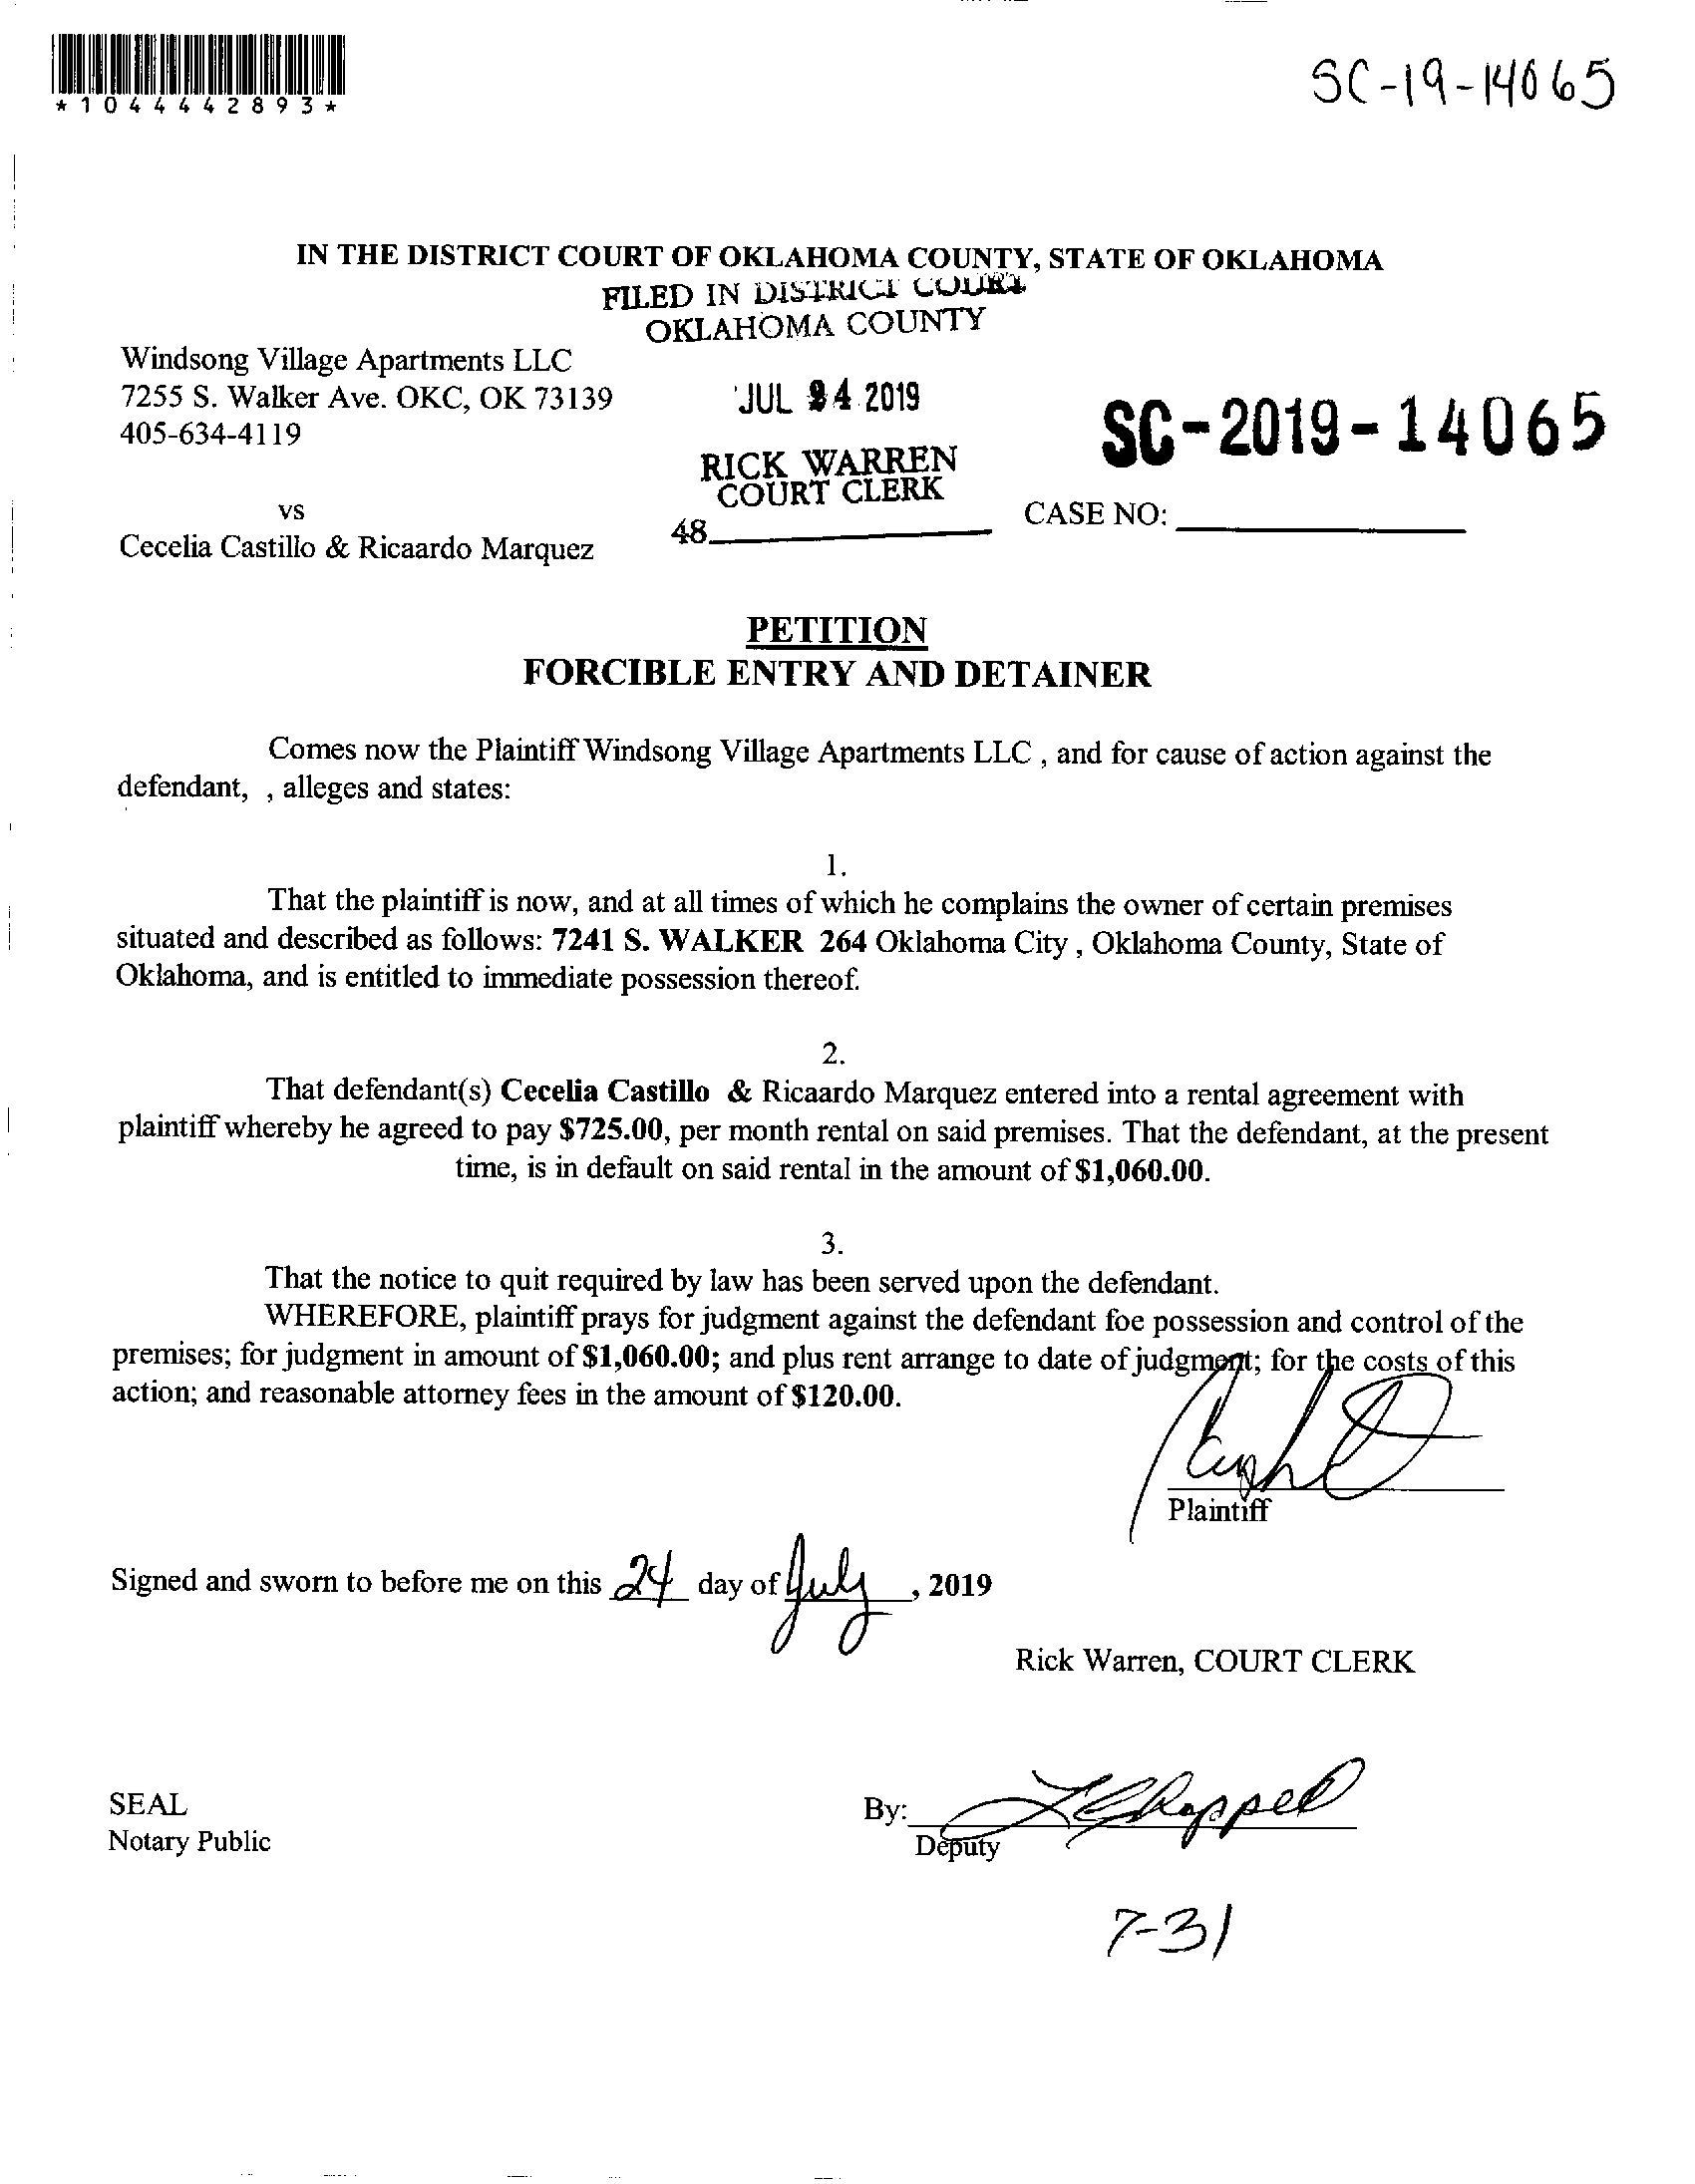 *1044442893*
SC-19-14065
IN THE DISTRICT COURT OF OKLAHOMA COUNTY, STATE OF OKLAHOMA
FILED IN DISTRICT COURT
OKLAHOMA COUNTY
Windsong Village Apartments LLC
7255 S. Walker Ave. OKC, OK 73139
405-634-4119
JUL 24 2019
SC-2019-14065
RICK WARREN
COURT CLERK
48
vs
CASE NO:
Cecelia Castillo & Ricaardo Marquez
PETITION
FORCIBLE ENTRY AND DETAINER
Comes now the Plaintiff Windsong Village Apartments LLC , and for cause of action against the
defendant, , alleges and states:
1.
That the plaintiff is now, and at all times of which he complains the owner of certain premises
situated and described as follows: 7241 S. WALKER 264 Oklahoma City , Oklahoma County, State of
Oklahoma, and is entitled to immediate possession thereof.
2.
That defendant(s) Cecelia Castillo & Ricaardo Marquez entered into a rental agreement with
plaintiff whereby he agreed to pay $725.00, per month rental on said premises. That the defendant, at the present
time, is in default on said rental in the amount of $1,060.00.
3.
That the notice to quit required by law has been served upon the defendant.
WHEREFORE, plaintiff prays for judgment against the defendant foe possession and control of the
premises; for judgment in amount of $1,060.00; and plus rent arrange to date of judgment; for the costs of this
action; and reasonable attorney fees in the amount of $120.00.
Plaintiff
Signed and sworn to before me on this 24 day of July, 2019
Rick Warren, COURT CLERK
SEAL
Notary Public
By:
Deputy
7-31